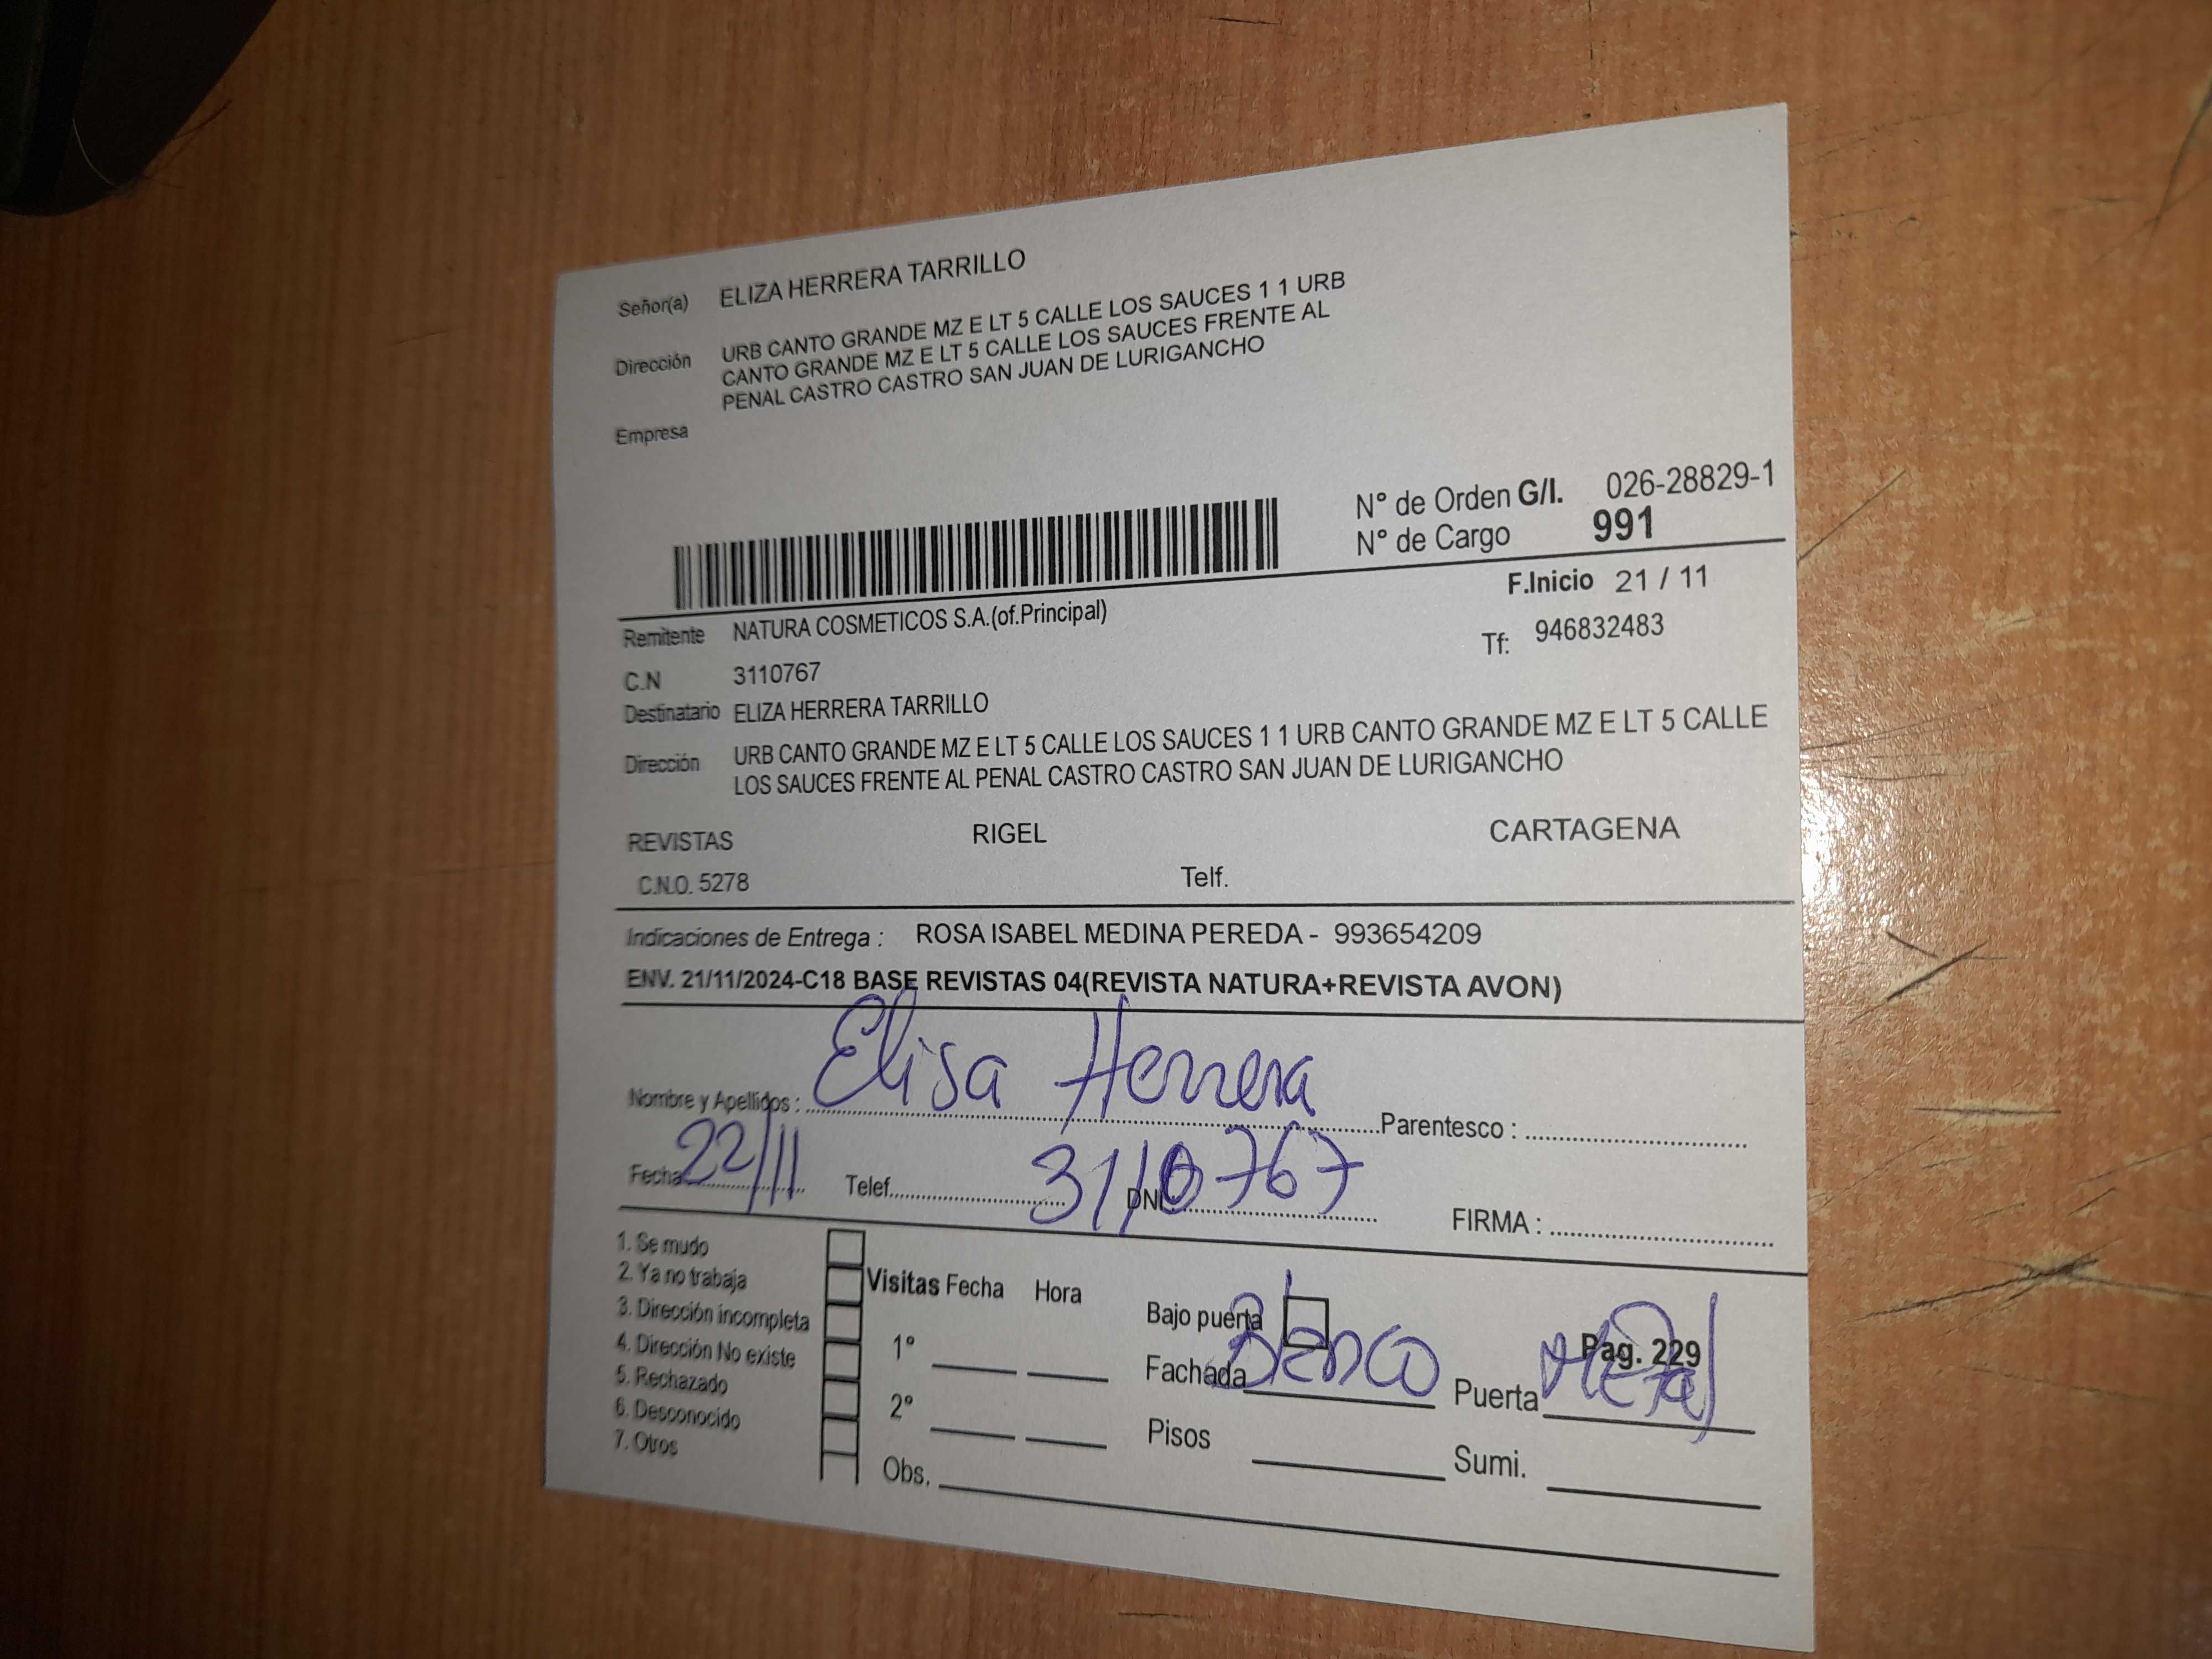 Señor(a) ELIZA HERRERA TARRILLO
Dirección URB CANTO GRANDE MZ E LT 5 CALLE LOS SAUCES 1 1 URB
CANTO GRANDE MZ E LT 5 CALLE LOS SAUCES FRENTE AL
PENAL CASTRO CASTRO SAN JUAN DE LURIGANCHO
Empresa
N° de Orden G/I. 026-28829-1
N° de Cargo 991
F.Inicio 21 / 11
Remitente NATURA COSMETICOS S.A.(of.Principal)
Tf: 946832483
C.N 3110767
Destinatario ELIZA HERRERA TARRILLO
Dirección URB CANTO GRANDE MZ E LT 5 CALLE LOS SAUCES 1 1 URB CANTO GRANDE MZ E LT 5 CALLE
LOS SAUCES FRENTE AL PENAL CASTRO CASTRO SAN JUAN DE LURIGANCHO
REVISTAS RIGEL CARTAGENA
C.N.O. 5278 Telf.
Indicaciones de Entrega : ROSA ISABEL MEDINA PEREDA - 993654209
ENV. 21/11/2024-C18 BASE REVISTAS 04(REVISTA NATURA+REVISTA AVON)
Nombre y Apellidos : Elisa Herrera Parentesco :
Fecha 22/11 Telef. DNI 3110767 FIRMA :
1. Se mudo
2. Ya no trabaja
3. Dirección incompleta
4. Dirección No existe
5. Rechazado
6. Desconocido
7. Otros
Visitas Fecha Hora
1°
2°
Obs.
Bajo puerta
Pag. 229
Fachada Blanco Puerta Metal
Pisos Sumi.